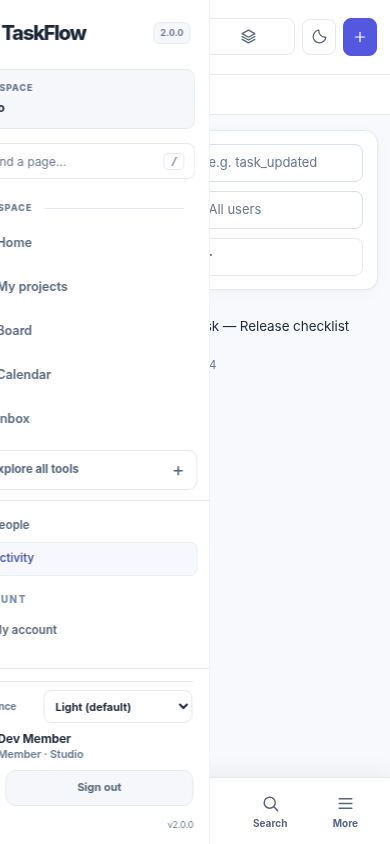 TaskFlow 2.0.0
SPACE
o
nd a page... /
SPACE
Home
My projects
Board
Calendar
nbox
xplore all tools +
eople
ctivity
UNT
y account
nce Light (default)
Dev Member
Member · Studio
Sign out
v2.0.0
e.g. task_updated
All users
sk — Release checklist
4
Search
More